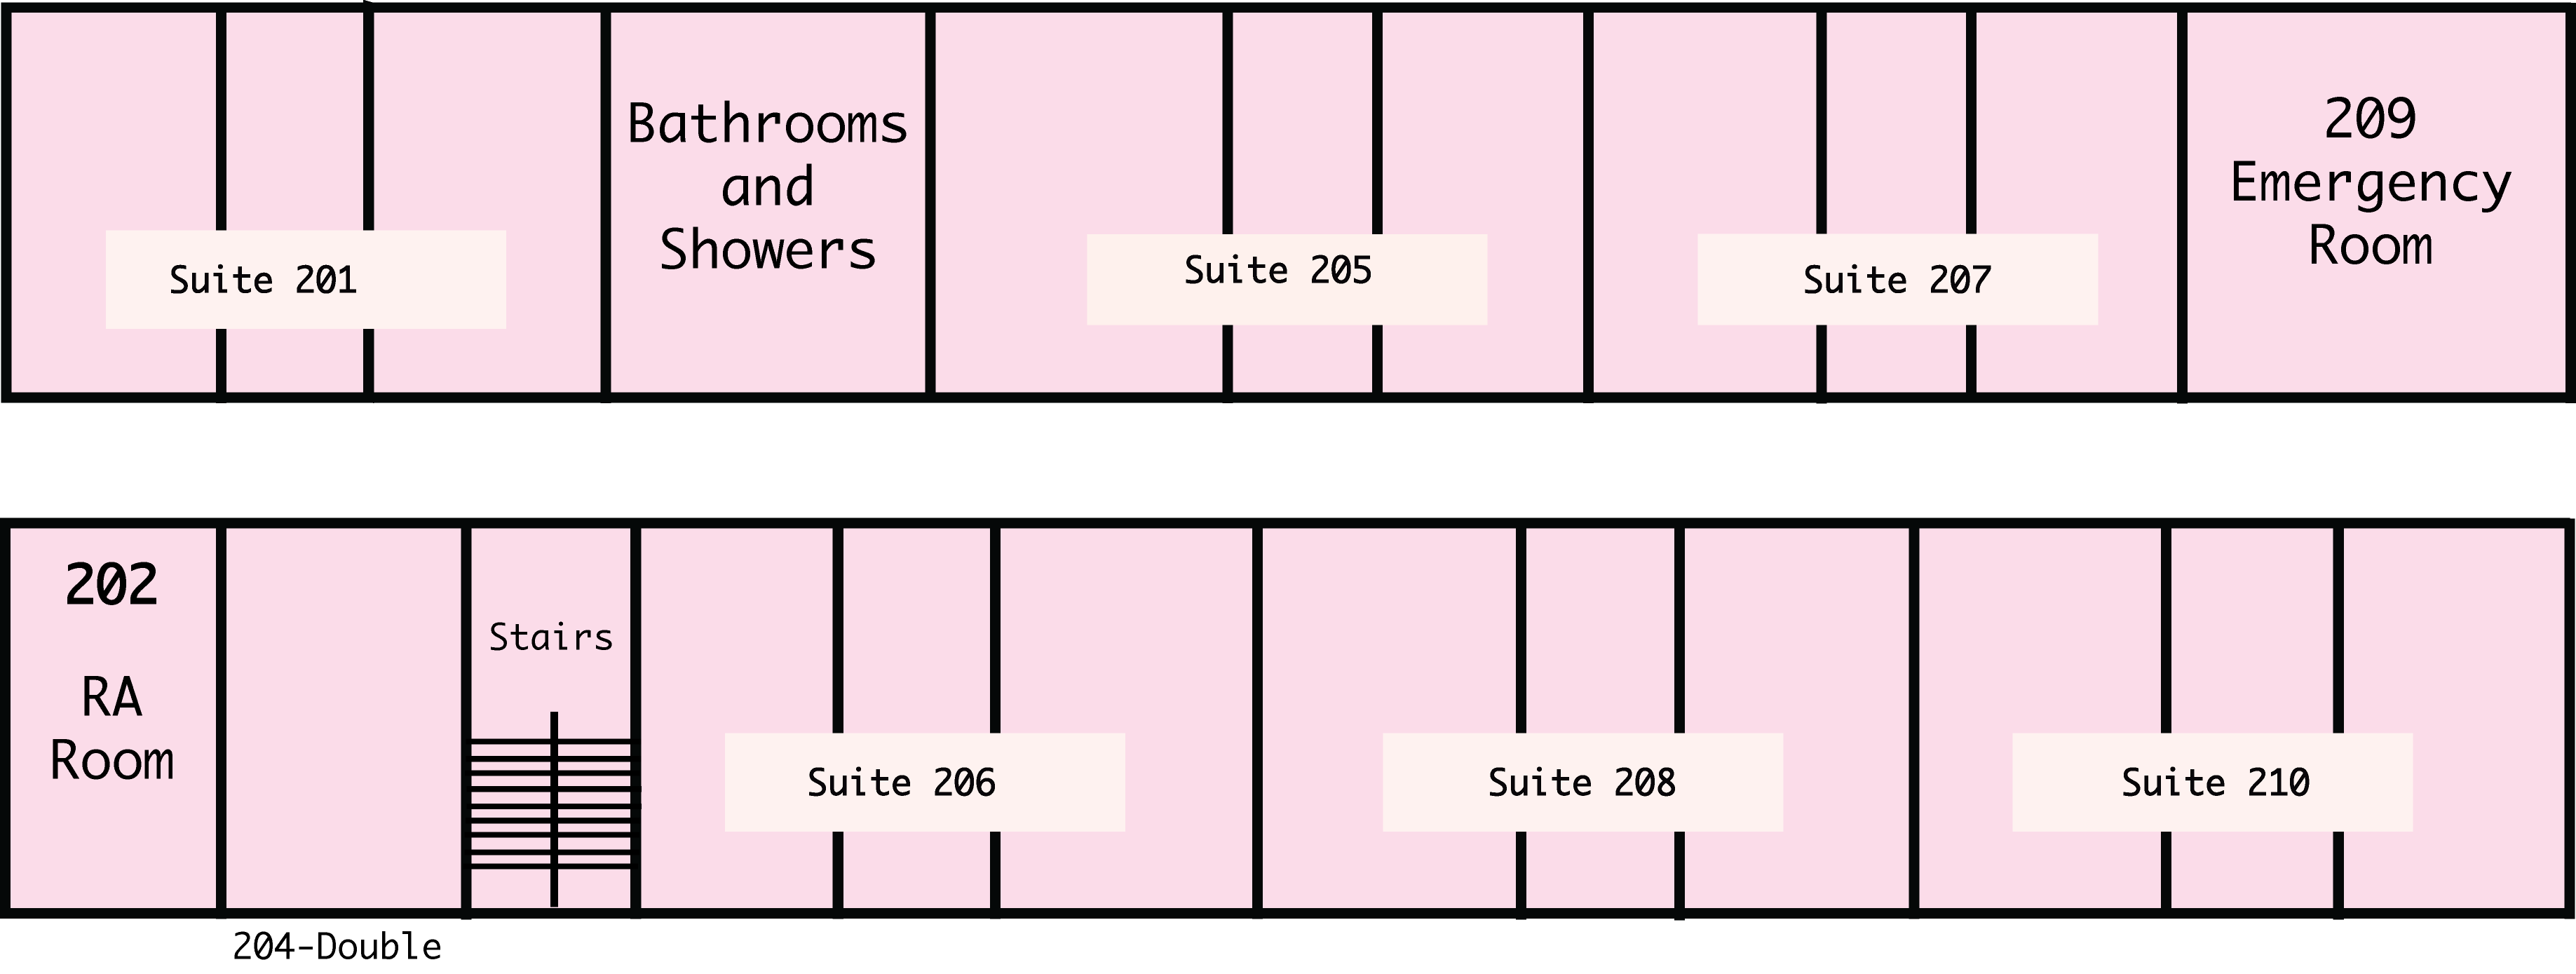 Suite 201
Bathrooms
and
Showers
Suite 205
Suite 207
209
Emergency
Room
202
RA
Room
204-Double
Stairs
Suite 206
Suite 208
Suite 210